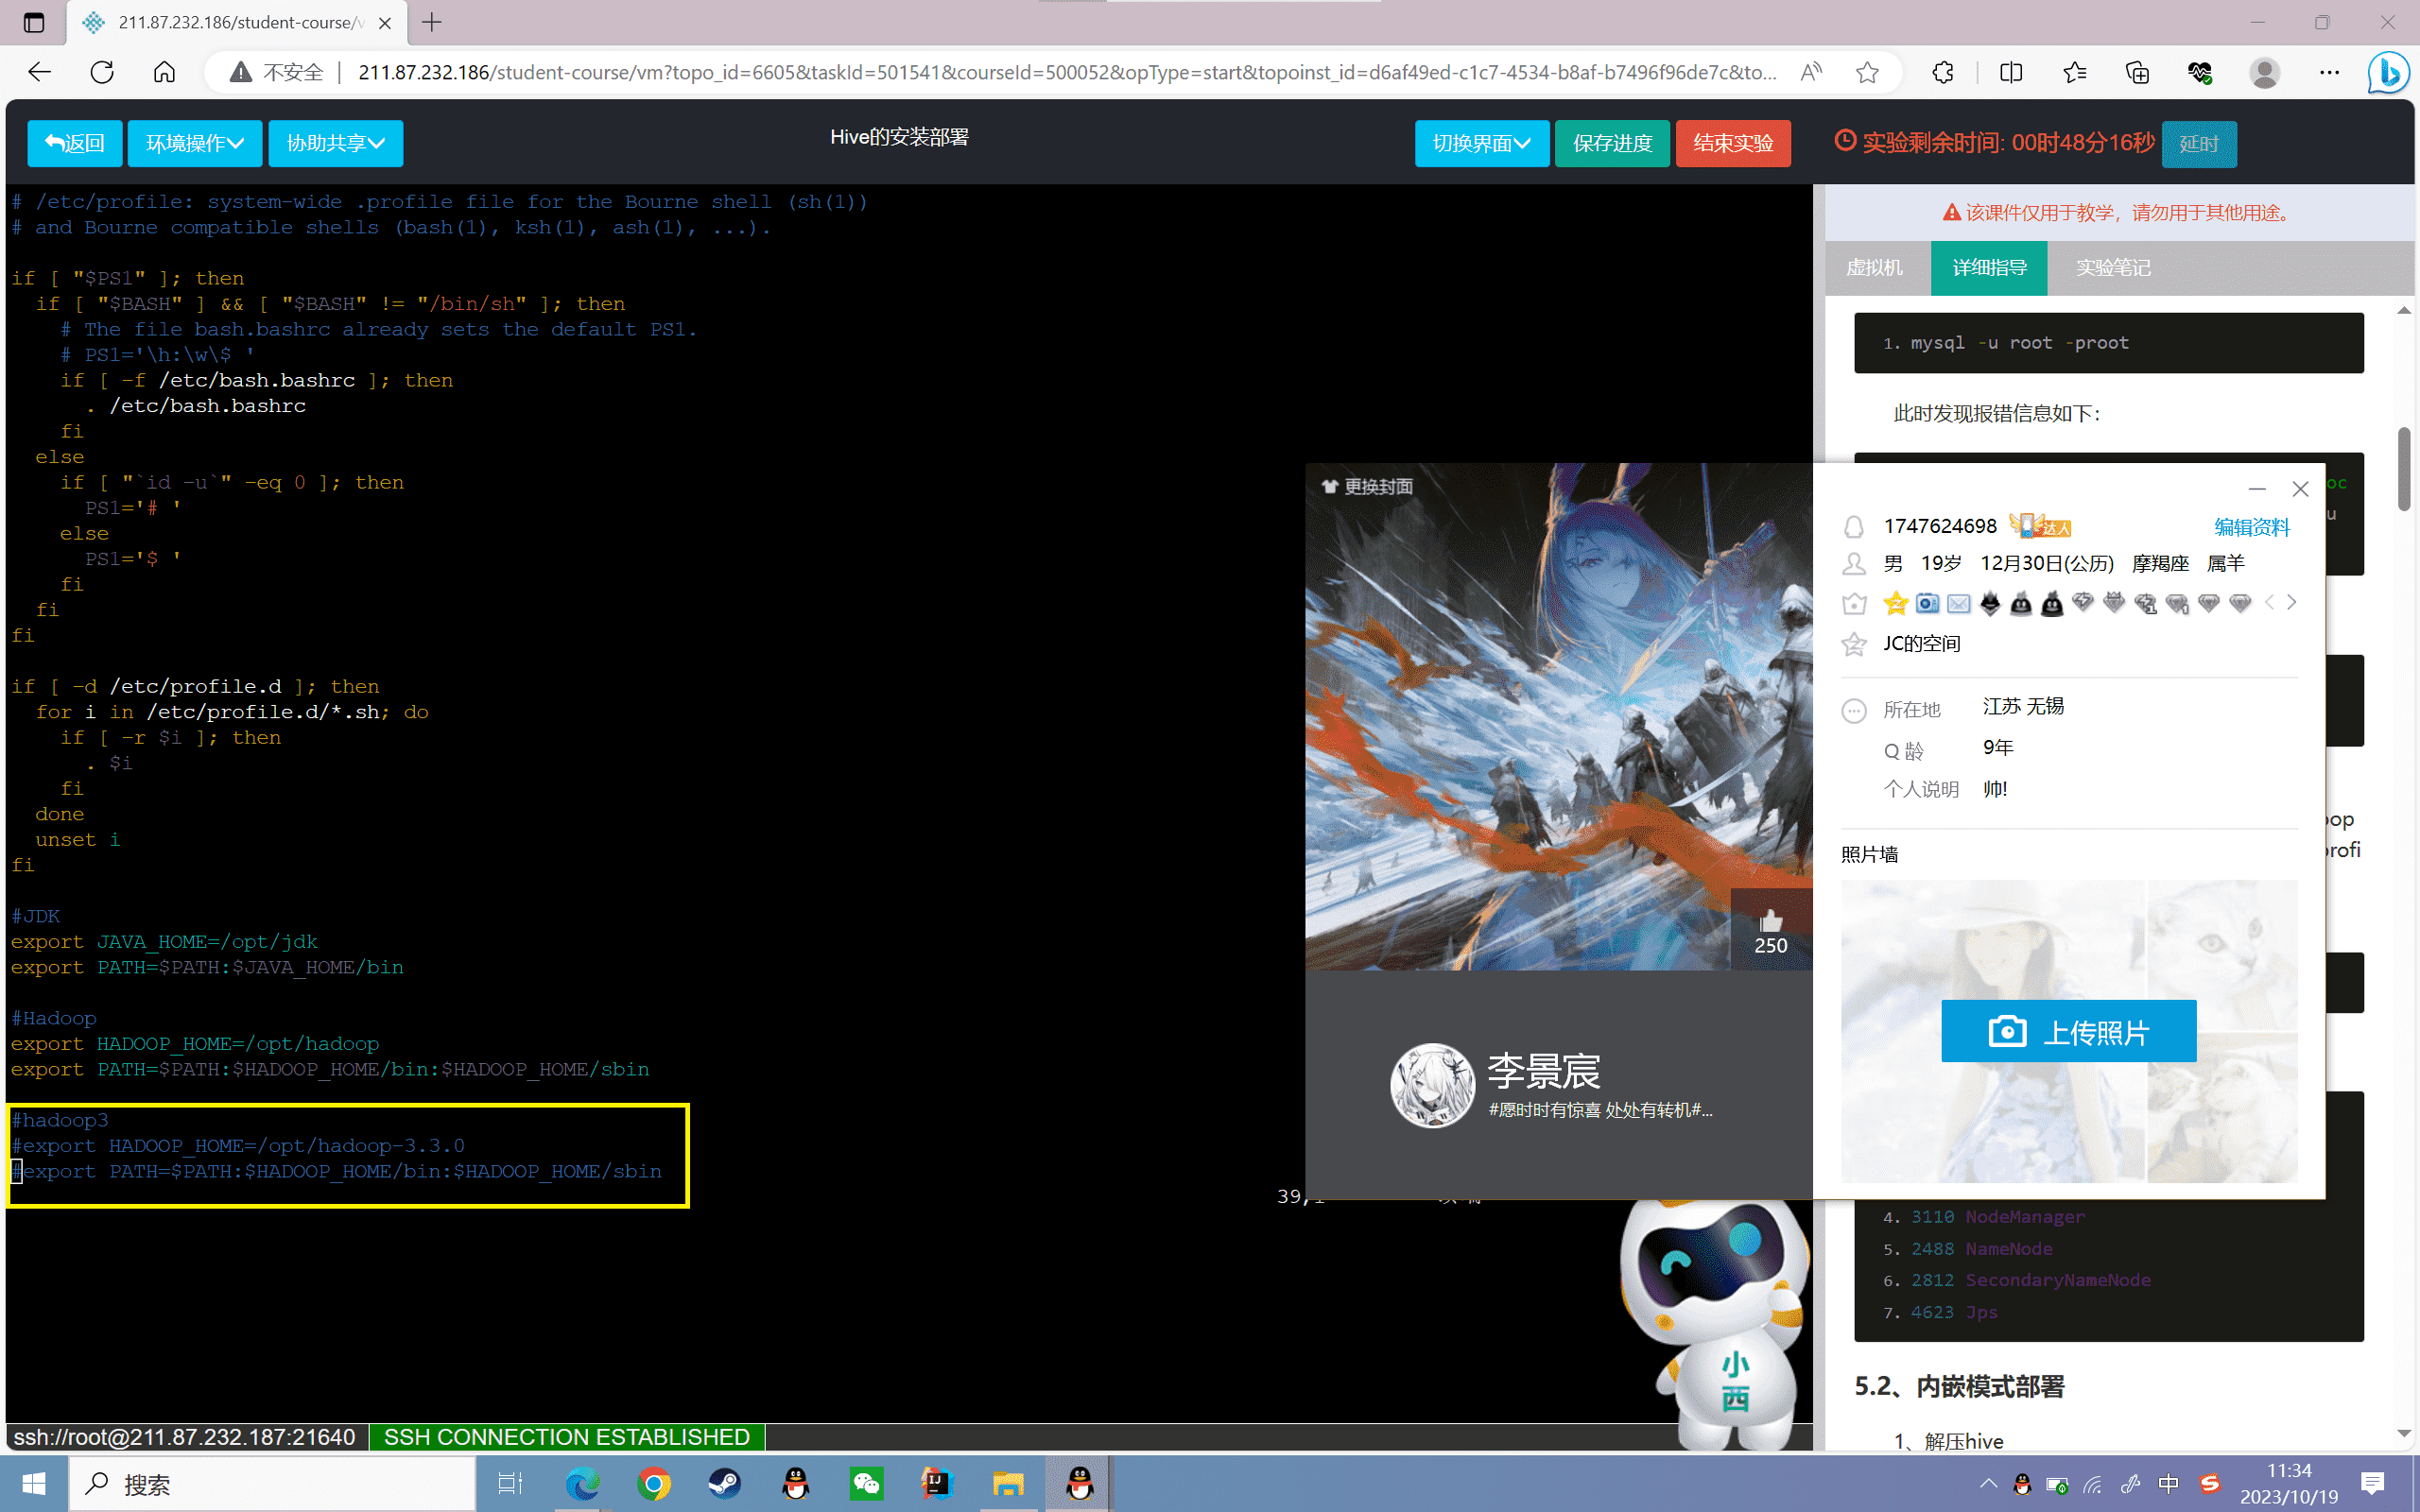 211.87.232.186/student-course/v
不安全 | 211.87.232.186/student-course/vm?topo_id=6605&taskId=501541&courseId=500052&opType=start&topoinst_id=d6af49ed-c1c7-4534-b8af-b7496f96de7c&to...
返回 环境操作 协助共享 Hive的安装部署 切换界面 保存进度 结束实验 实验剩余时间: 00时48分16秒 延时
# /etc/profile: system-wide .profile file for the Bourne shell (sh(1))
# and Bourne compatible shells (bash(1), ksh(1), ash(1), ...).
if [ "$PS1" ]; then
if [ "$BASH" ] && [ "$BASH" != "/bin/sh" ]; then
# The file bash.bashrc already sets the default PS1.
# PS1='\h:\w\$ '
if [ -f /etc/bash.bashrc ]; then
. /etc/bash.bashrc
fi
else
if [ "`id -u`" -eq 0 ]; then
PS1='# '
else
PS1='$ '
fi
fi
fi
if [ -d /etc/profile.d ]; then
for i in /etc/profile.d/*.sh; do
if [ -r $i ]; then
. $i
fi
done
unset i
fi
#JDK
export JAVA_HOME=/opt/jdk
export PATH=$PATH:$JAVA_HOME/bin
#Hadoop
export HADOOP_HOME=/opt/hadoop
export PATH=$PATH:$HADOOP_HOME/bin:$HADOOP_HOME/sbin
#hadoop3
#export HADOOP_HOME=/opt/hadoop-3.3.0
#export PATH=$PATH:$HADOOP_HOME/bin:$HADOOP_HOME/sbin
39,1
ssh://root@211.87.232.187:21640 SSH CONNECTION ESTABLISHED
该课件仅用于教学，请勿用于其他用途。
虚拟机 详细指导 实验笔记
1. mysql -u root -proot
此时发现报错信息如下：
oc
u
op
rofi
更换封面
250
李景宸
#愿时时有惊喜 处处有转机#...
1747624698 达人 编辑资料
男 19岁 12月30日(公历) 摩羯座 属羊
JC的空间
所在地 江苏 无锡
Q 龄 9年
个人说明 帅!
照片墙
上传照片
4. 3110 NodeManager
5. 2488 NameNode
6. 2812 SecondaryNameNode
7. 4623 Jps
5.2、内嵌模式部署
1、解压hive
小
西
搜索
中
11:34
2023/10/19